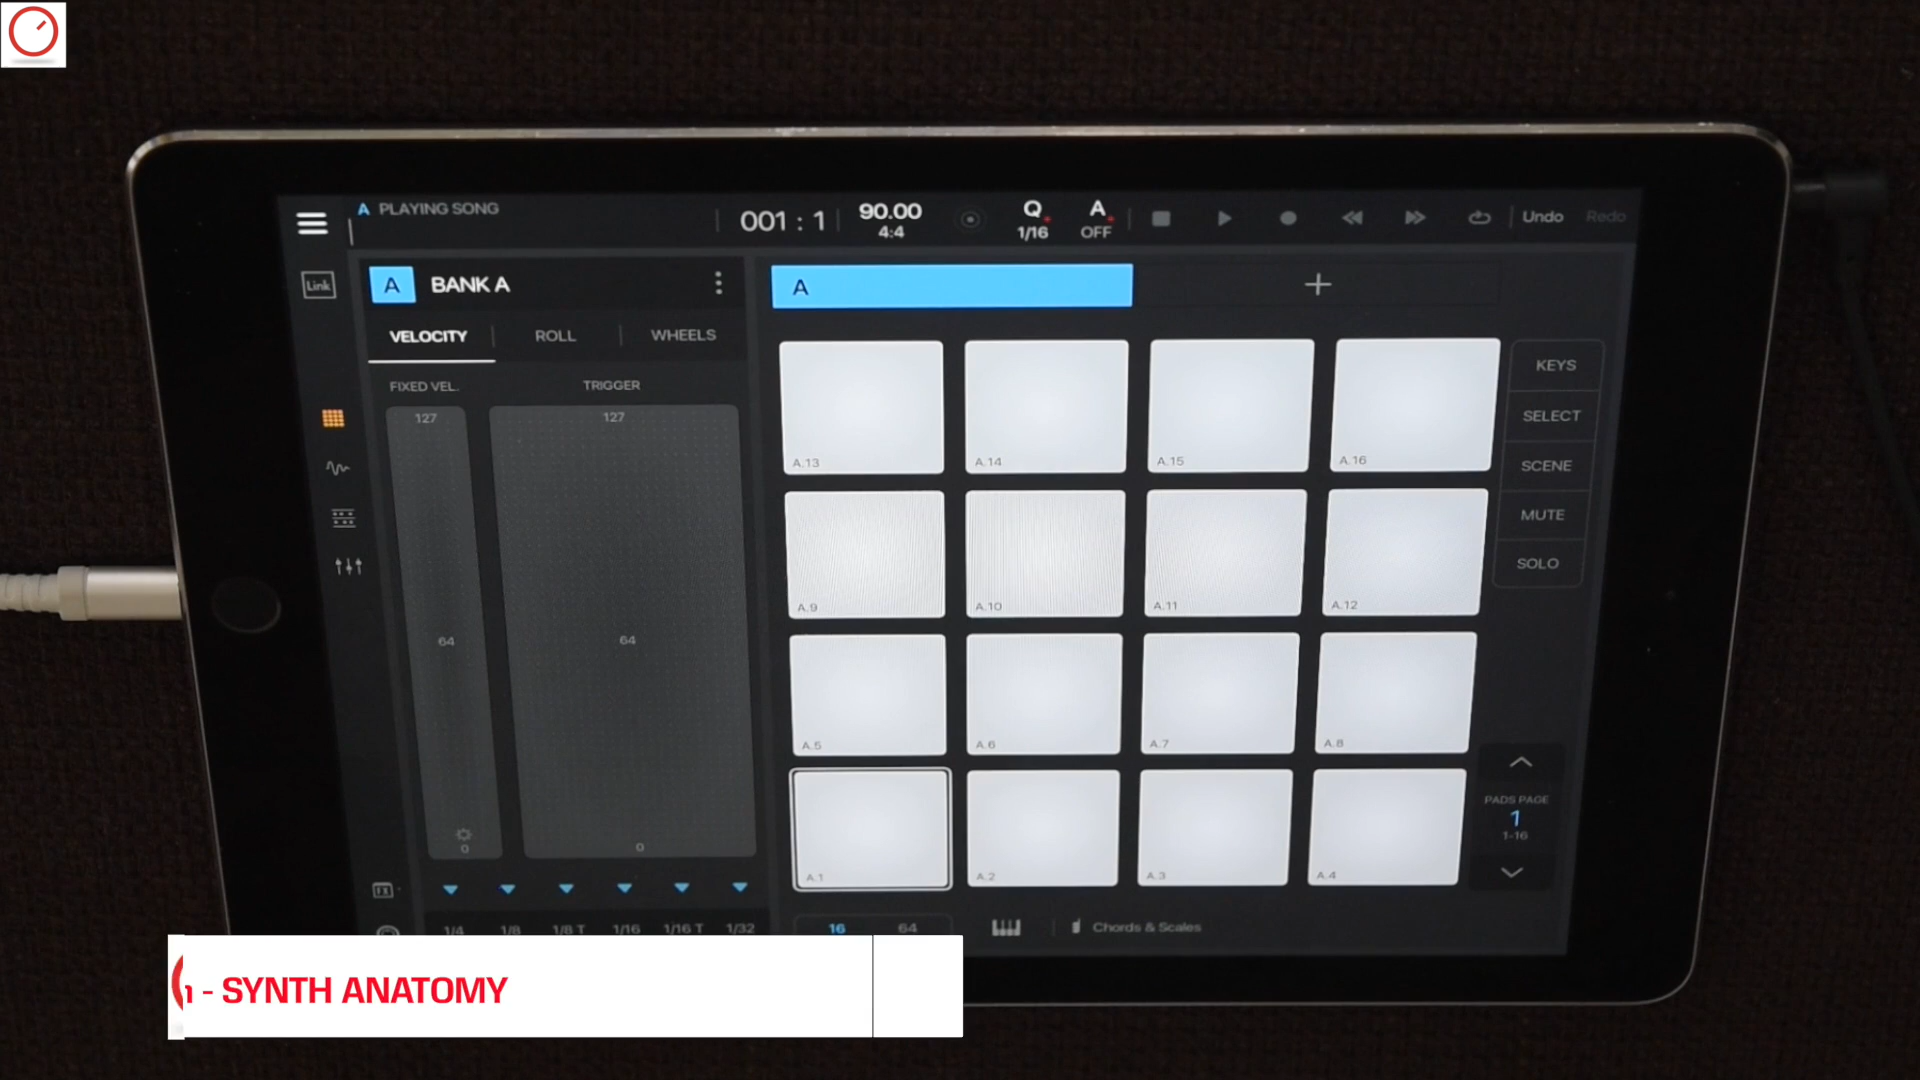 A PLAYING SONG
001 : 1
90.00
4:4
Q
1/16
A
OFF
Undo
Redo
Link
A BANK A
A
+
VELOCITY
ROLL
WHEELS
FIXED VEL.
TRIGGER
127
127
64
64
0
0
A.13
A.14
A.15
A.16
A.9
A.10
A.11
A.12
A.5
A.6
A.7
A.8
A.1
A.2
A.3
A.4
KEYS
SELECT
SCENE
MUTE
SOLO
PADS PAGE
1
1-16
FX
1/4
1/8
1/8 T
1/16
1/16 T
1/32
16
64
Chords & Scales
- SYNTH ANATOMY